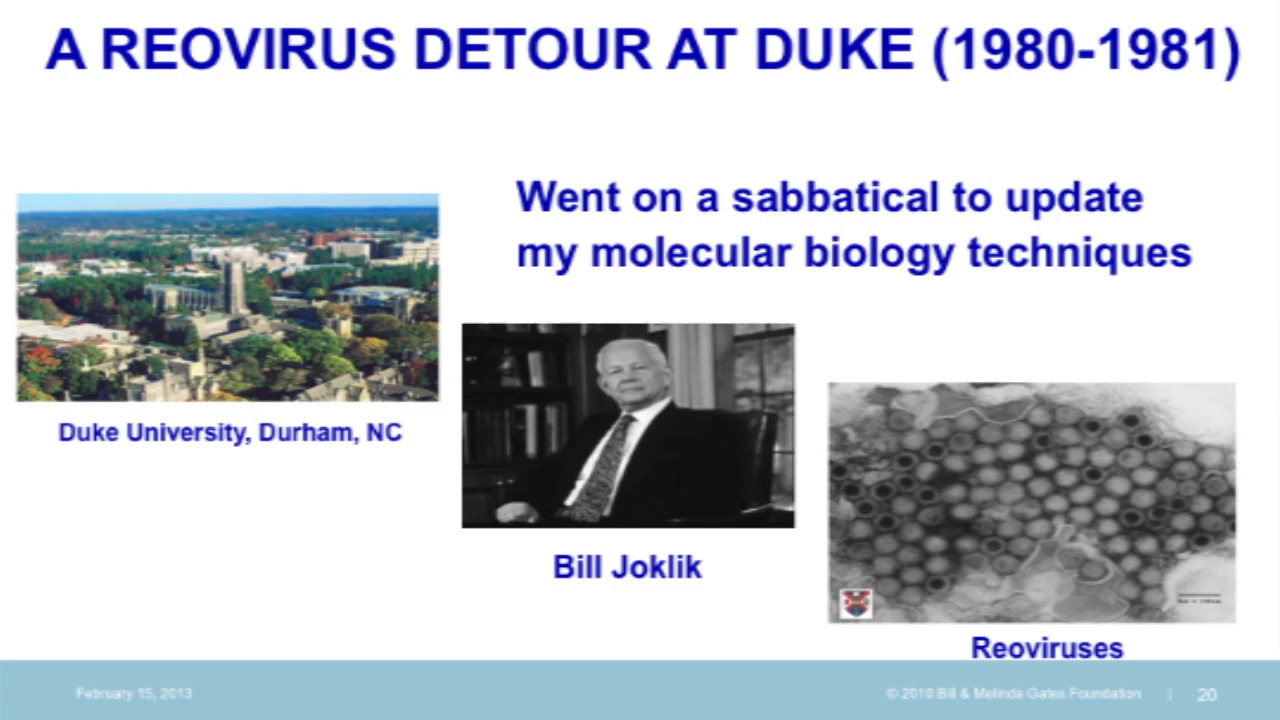 A REOVIRUS DETOUR AT DUKE (1980-1981)
Went on a sabbatical to update
my molecular biology techniques
Duke University, Durham, NC
Bill Joklik
Reoviruses
February 15, 2013
© 2010 Bill & Melinda Gates Foundation | 20